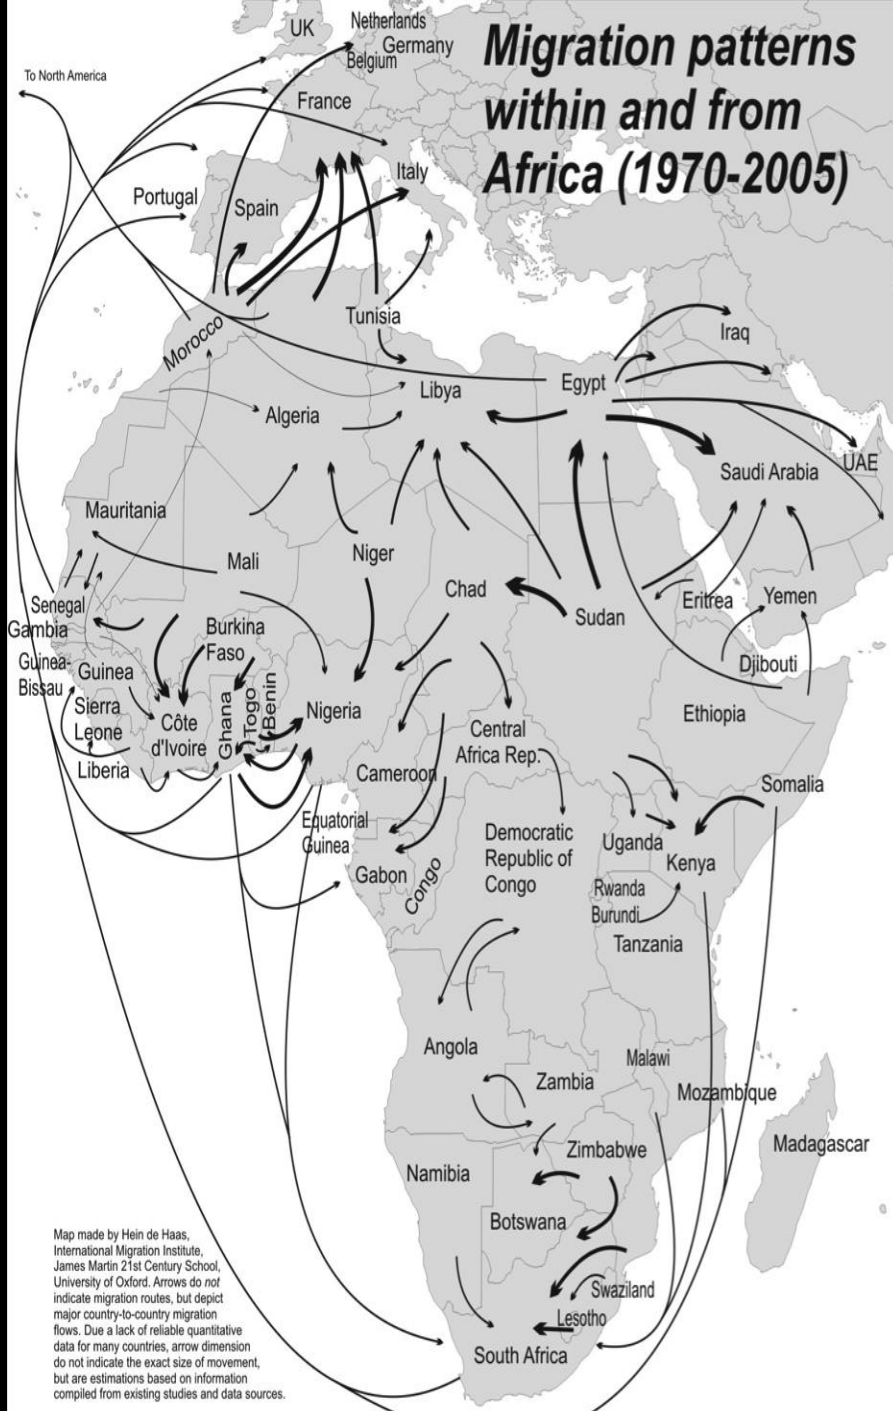 Migration patterns
within and from
Africa (1970-2005)
UK
Netherlands
Germany
Belgium
To North America
France
Italy
Portugal
Spain
Tunisia
Morocco
Iraq
Egypt
Libya
Algeria
UAE
Saudi Arabia
Mauritania
Niger
Mali
Chad
Eritrea
Yemen
Senegal
Sudan
Gambia
Burkina
Faso
Djibouti
Guinea-
Bissau
Guinea
Sierra
Leone
Côte
d'Ivoire
Ghana
Togo
Benin
Nigeria
Ethiopia
Central
Africa Rep.
Liberia
Cameroon
Somalia
Equatorial
Guinea
Democratic
Republic of
Congo
Uganda
Kenya
Gabon
Congo
Rwanda
Burundi
Tanzania
Angola
Malawi
Zambia
Mozambique
Zimbabwe
Madagascar
Namibia
Botswana
Swaziland
Lesotho
South Africa
Map made by Hein de Haas,
International Migration Institute,
James Martin 21st Century School,
University of Oxford. Arrows do not
indicate migration routes, but depict
major country-to-country migration
flows. Due a lack of reliable quantitative
data for many countries, arrow dimension
do not indicate the exact size of movement,
but are estimations based on information
compiled from existing studies and data sources.